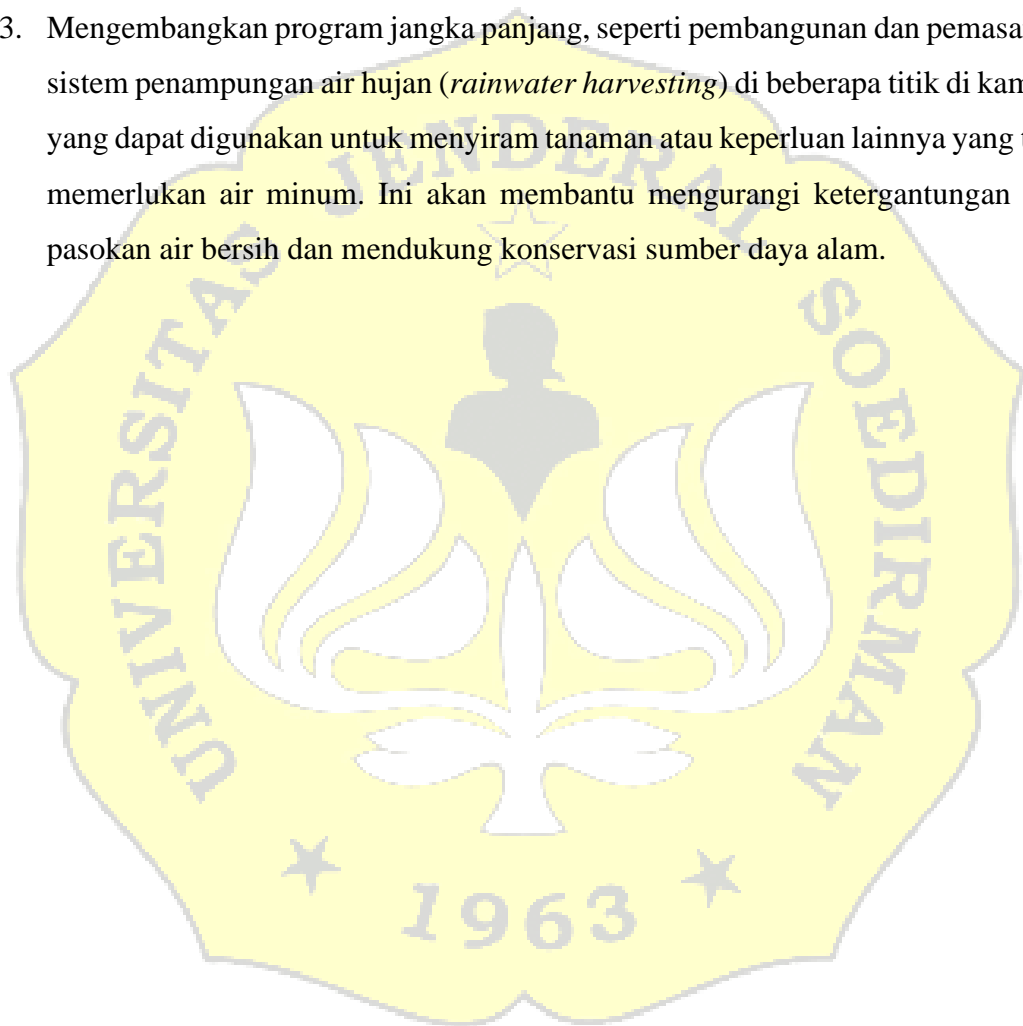 3. Mengembangkan program jangka panjang, seperti pembangunan dan pemasa
sistem penampungan air hujan (rainwater harvesting) di beberapa titik di kam
yang dapat digunakan untuk menyiram tanaman atau keperluan lainnya yang t
memerlukan air minum. Ini akan membantu mengurangi ketergantungan
pasokan air bersih dan mendukung konservasi sumber daya alam.
UNIVERSITAS JENDERAL SOEDIRMAN
1963